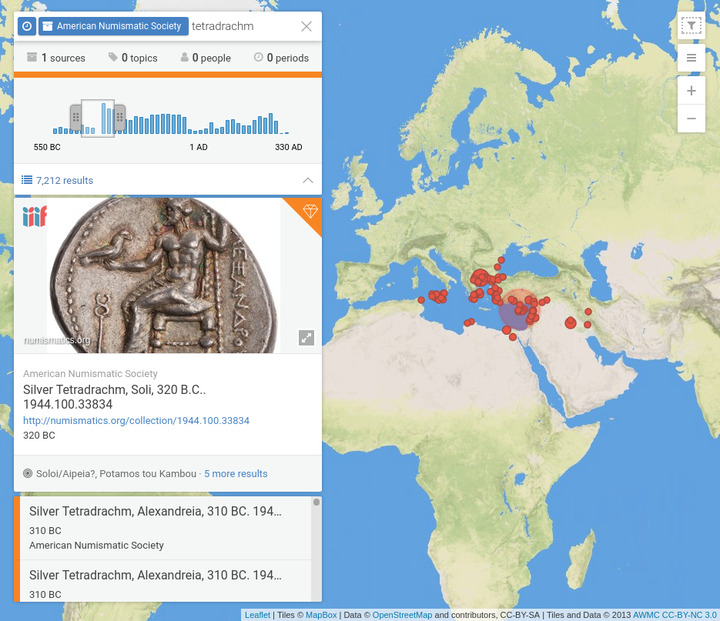 American Numismatic Society tetradrachm
1 sources 0 topics 0 people 0 periods
550 BC 1 AD 330 AD
7,212 results
iiif
ΞΑΝΔΡΟ
numismatics.org
American Numismatic Society
Silver Tetradrachm, Soli, 320 B.C..
1944.100.33834
http://numismatics.org/collection/1944.100.33834
320 BC
Soloi/Aipeia?, Potamos tou Kambou · 5 more results
Silver Tetradrachm, Alexandreia, 310 BC. 194...
310 BC
American Numismatic Society
Silver Tetradrachm, Alexandreia, 310 BC. 194...
310 BC
+
−
Leaflet | Tiles © MapBox | Data © OpenStreetMap and contributors, CC-BY-SA | Tiles and Data © 2013 AWMC CC-BY-NC 3.0